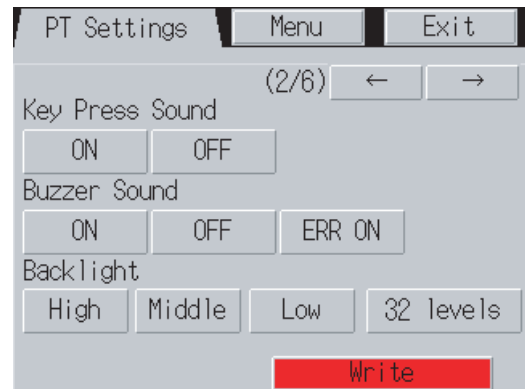 PT Settings Menu Exit
(2/6) ← →
Key Press Sound
ON OFF
Buzzer Sound
ON OFF ERR ON
Backlight
High Middle Low 32 levels
Write